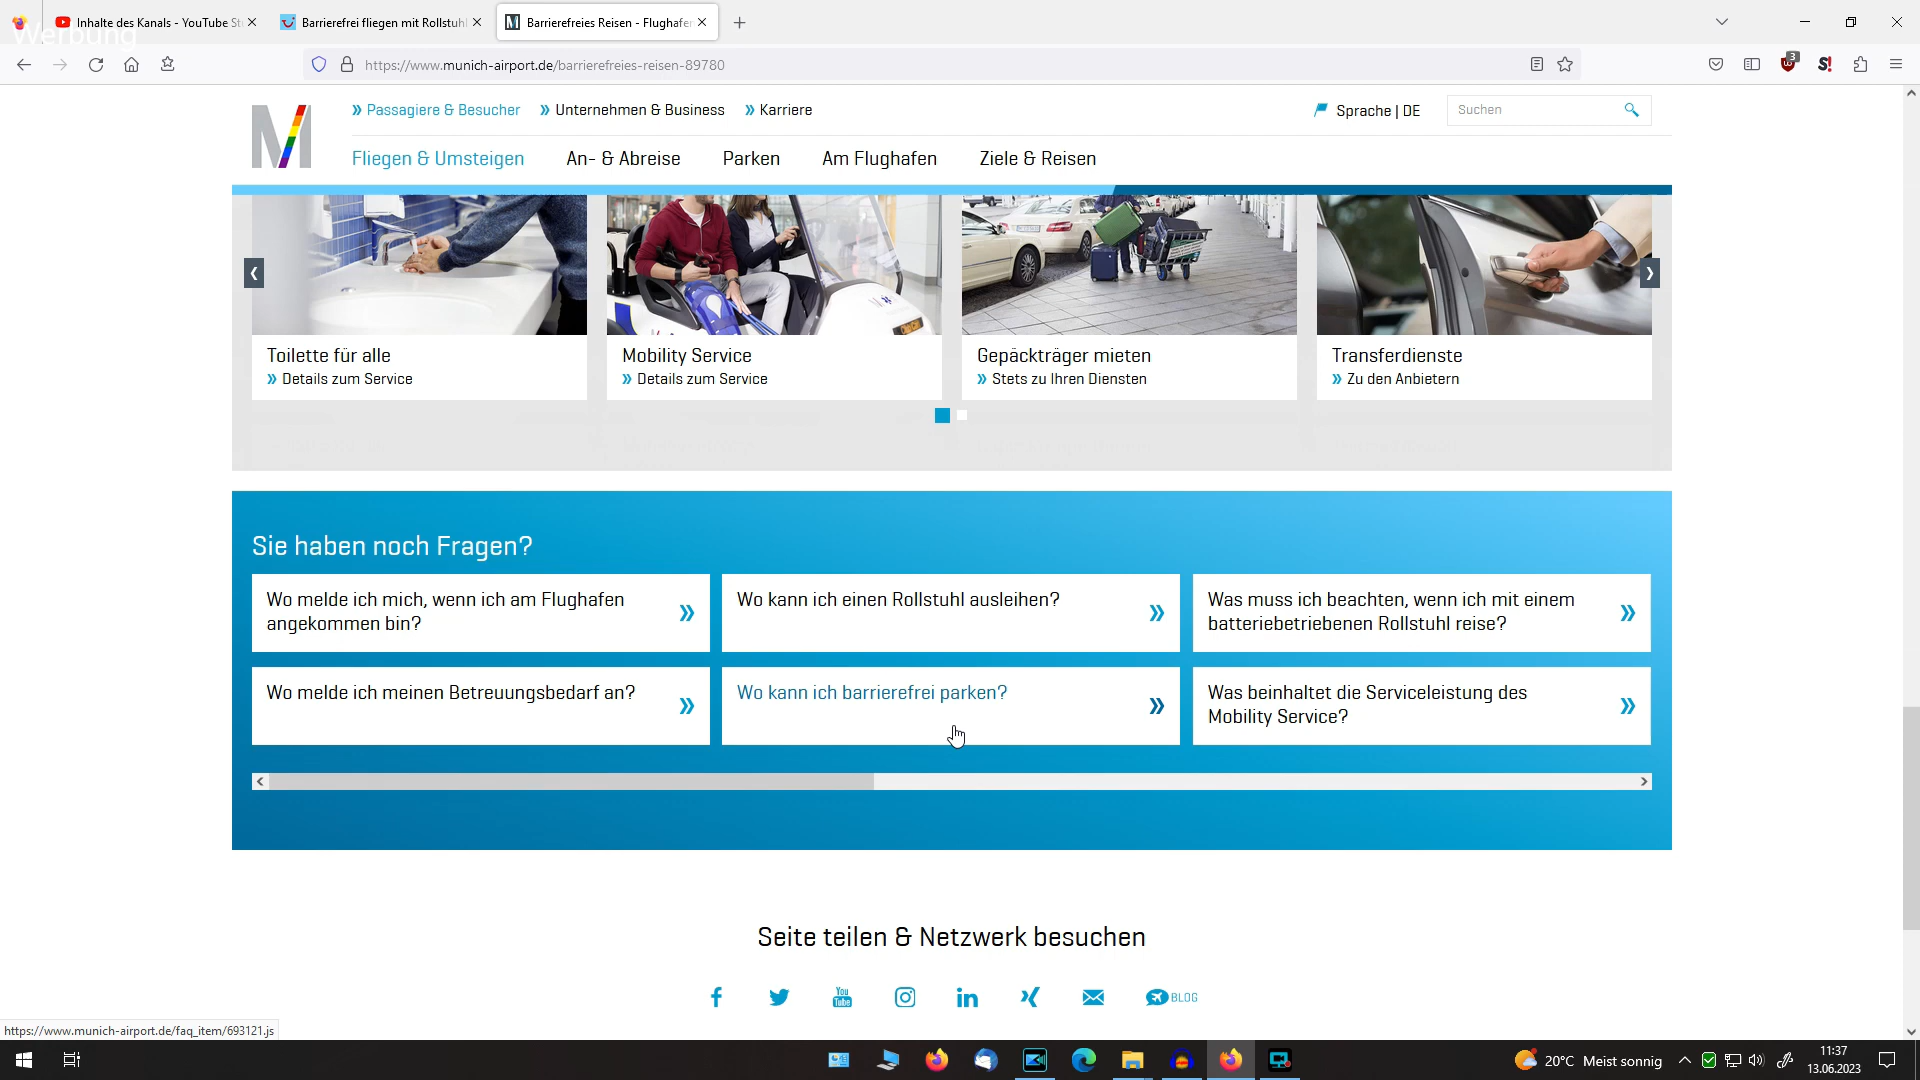 Inhalte des Kanals - YouTube St
Barrierefrei fliegen mit Rollstuhl
Barrierefreies Reisen - Flughafen
Werbung
https://www.munich-airport.de/barrierefreies-reisen-89780
3
Passagiere & Besucher
Unternehmen & Business
Karriere
Sprache | DE
Suchen
M
Fliegen & Umsteigen
An- & Abreise
Parken
Am Flughafen
Ziele & Reisen
Toilette für alle
Details zum Service
Mobility Service
Details zum Service
Gepäckträger mieten
Stets zu Ihren Diensten
Transferdienste
Zu den Anbietern
Sie haben noch Fragen?
Wo melde ich mich, wenn ich am Flughafen
angekommen bin?
Wo kann ich einen Rollstuhl ausleihen?
Was muss ich beachten, wenn ich mit einem
batteriebetriebenen Rollstuhl reise?
Wo melde ich meinen Betreuungsbedarf an?
Wo kann ich barrierefrei parken?
Was beinhaltet die Serviceleistung des
Mobility Service?
Seite teilen & Netzwerk besuchen
You
Tube
BLOG
https://www.munich-airport.de/faq_item/693121.js
20°C Meist sonnig
11:37
13.06.2023